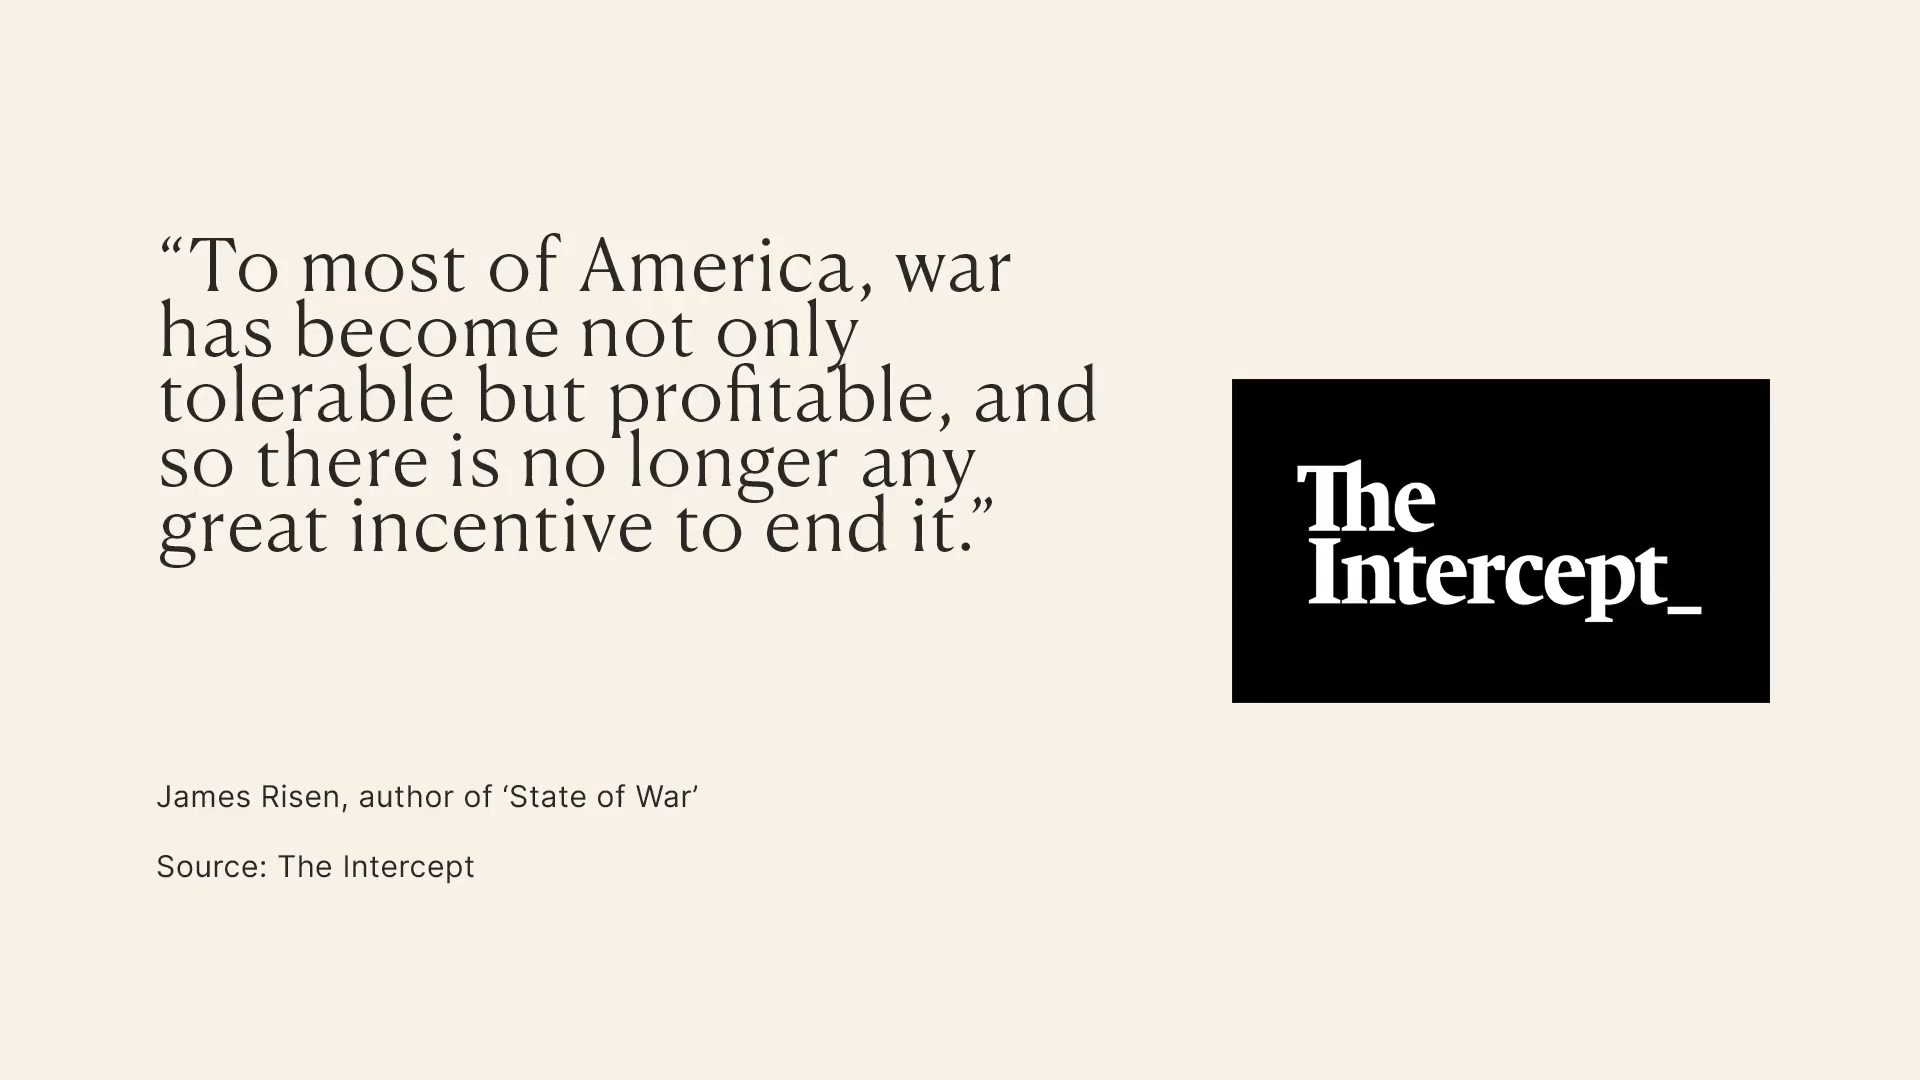 “To most of America, war
has become not only
tolerable but profitable, and
so there is no longer any
great incentive to end it.”
The
Intercept_
James Risen, author of ‘State of War’
Source: The Intercept